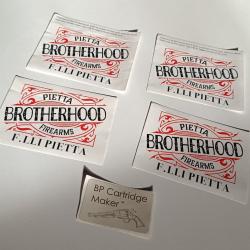 PIETTA
BROTHERHOOD
FIREARMS
F.LLI PIETTA
PIETTA
BROTHERHOOD
FIREARMS
F.LLI PIETTA
PIETTA
BROTHERHOOD
FIREARMS
F.LLI PIETTA
PIETTA
BROTHERHOOD
FIREARMS
F.LLI PIETTA
BP Cartridge
Maker™